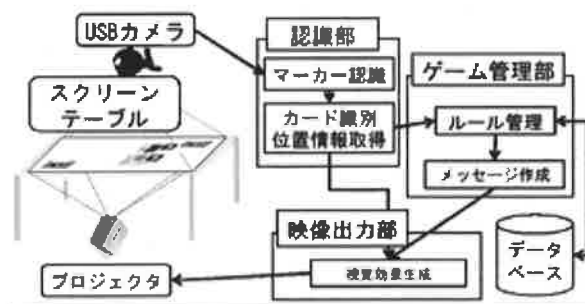 USBカメラ
スクリーン
テーブル
プロジェクタ
認識部
マーカー認識
カード識別
位置情報取得
ゲーム管理部
ルール管理
メッセージ作成
映像出力部
視覚効果生成
データ
ベース